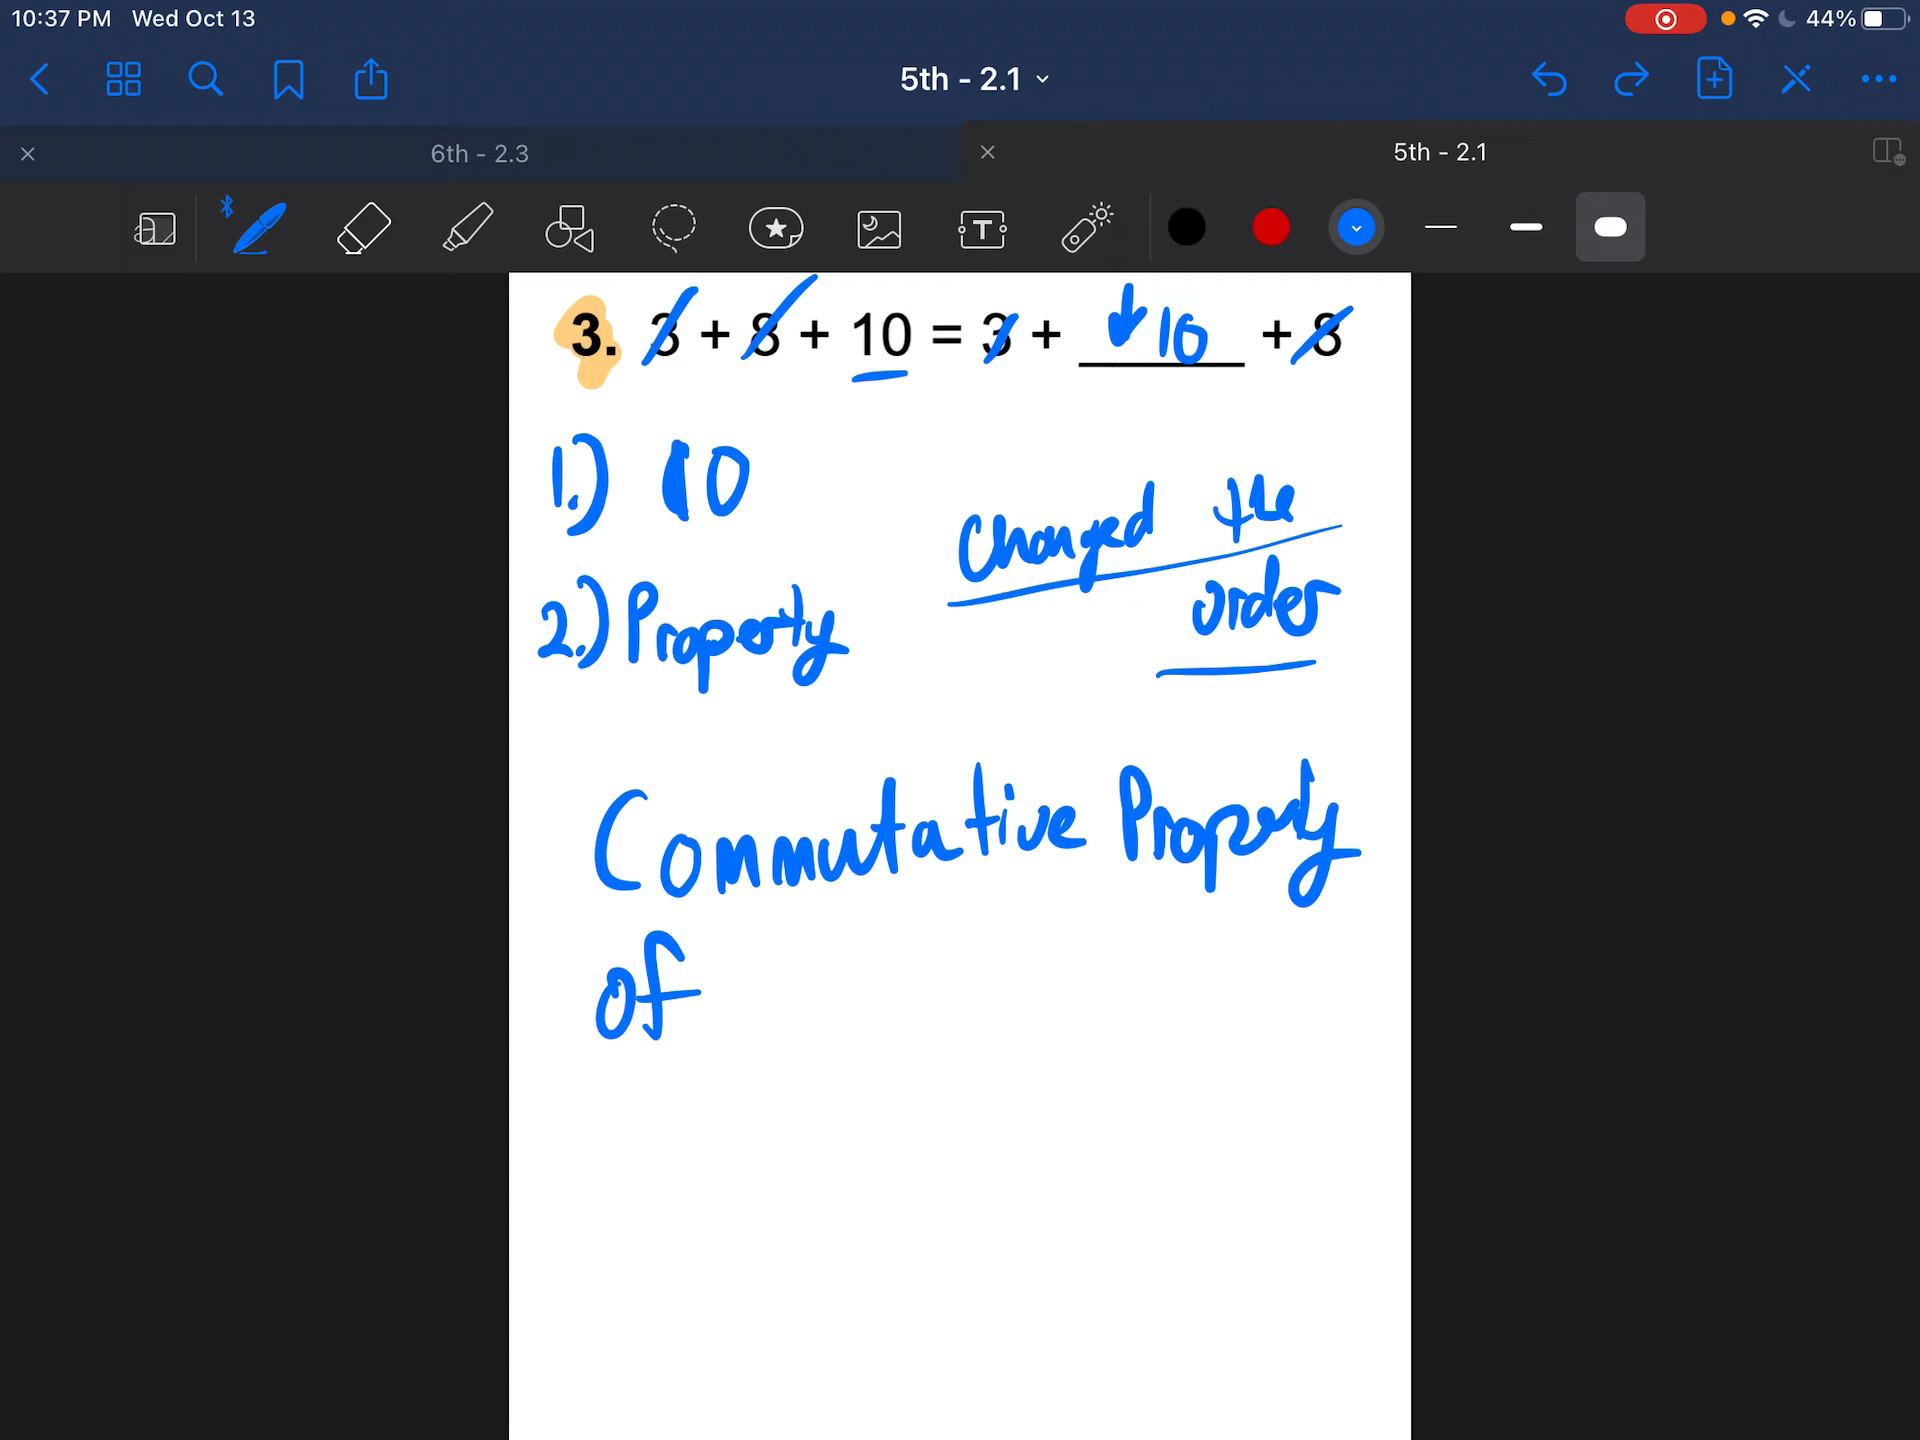 10:37 PM Wed Oct 13
44%
5th - 2.1
6th - 2.3
5th - 2.1
T
3. 3 + 8 + 10 = 3 + 10 + 8
1.) 10
Changed the
order
2.) Property
Commutative Property
of